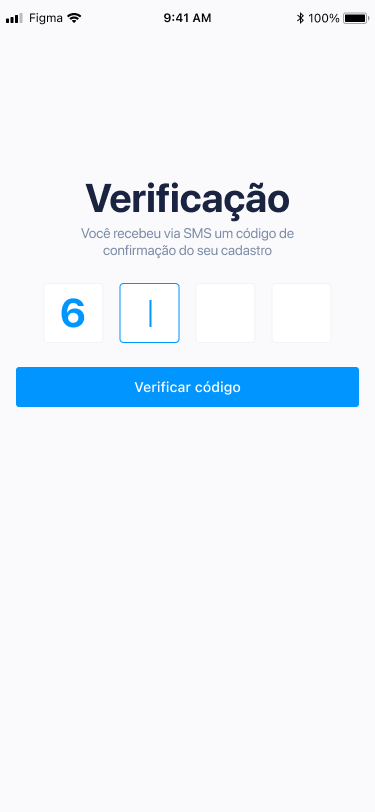 Figma 9:41 AM 100%
Verificação
Você recebeu via SMS um código de
confirmação do seu cadastro
6
Verificar código